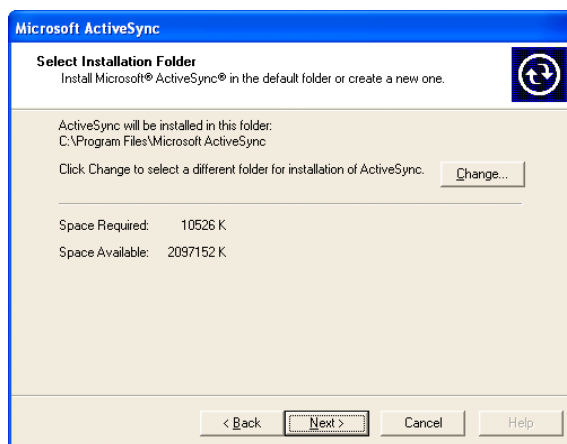 Microsoft ActiveSync
Select Installation Folder
Install Microsoft® ActiveSync® in the default folder or create a new one.
ActiveSync will be installed in this folder:
C:\Program Files\Microsoft ActiveSync
Click Change to select a different folder for installation of ActiveSync.
Change...
Space Required: 10526 K
Space Available: 2097152 K
< Back Next > Cancel Help